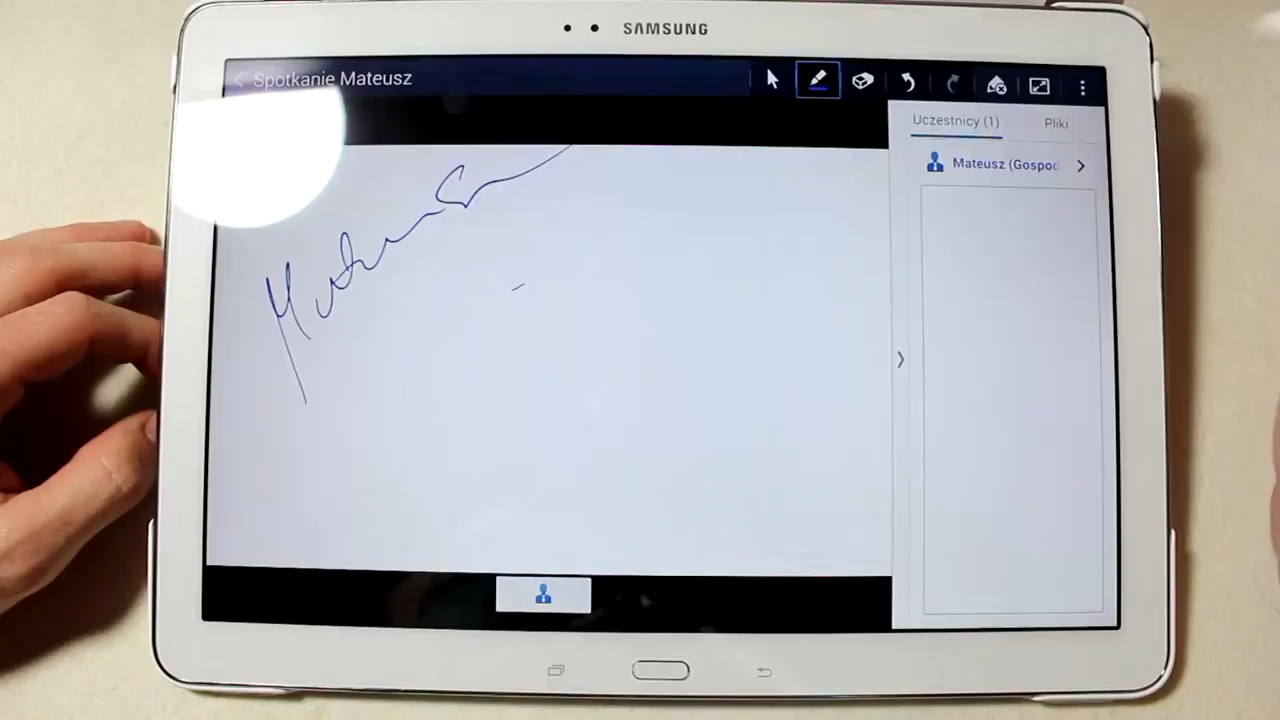 SAMSUNG
Spotkanie Mateusz
Uczestnicy (1) Pliki
Mateusz (Gospod